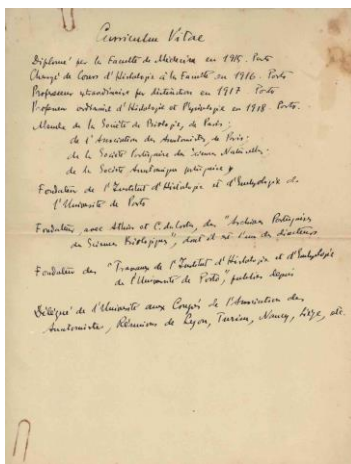 Curriculum Vitae
Diplomé par la Faculté de Médecine en 1915. Porto
Chargé de Cours d'Histologie à la Faculté en 1916. Porto
Professeur extraordinaire par distinction en 1917 Porto
Professeur ordinaire d'Histologie et Physiologie en 1918. Porto.
Membre de la Société de Biologie, de Paris;
de l'Association des Anatomistes, de Paris;
de la Société Portugaise des Sciences Naturelles.
de la Société Anatomique portugaise
Fondateur de l'Institut d'Histologie et d'Embryologie de
l'Université de Porto
Fondateur, avec Athias et C. da Costa, des "Archives Portugaises
des Sciences Biologiques", dont il est l'un des directeurs
Fondateur des "Travaux de l'Institut d'Histologie et d'Embryologie
de l'Université de Porto", publiés depuis
Délégué de l'Université aux Congrès de l'Association des
Anatomistes, Réunions de Lyon, Turin, Nancy, Liège, etc.